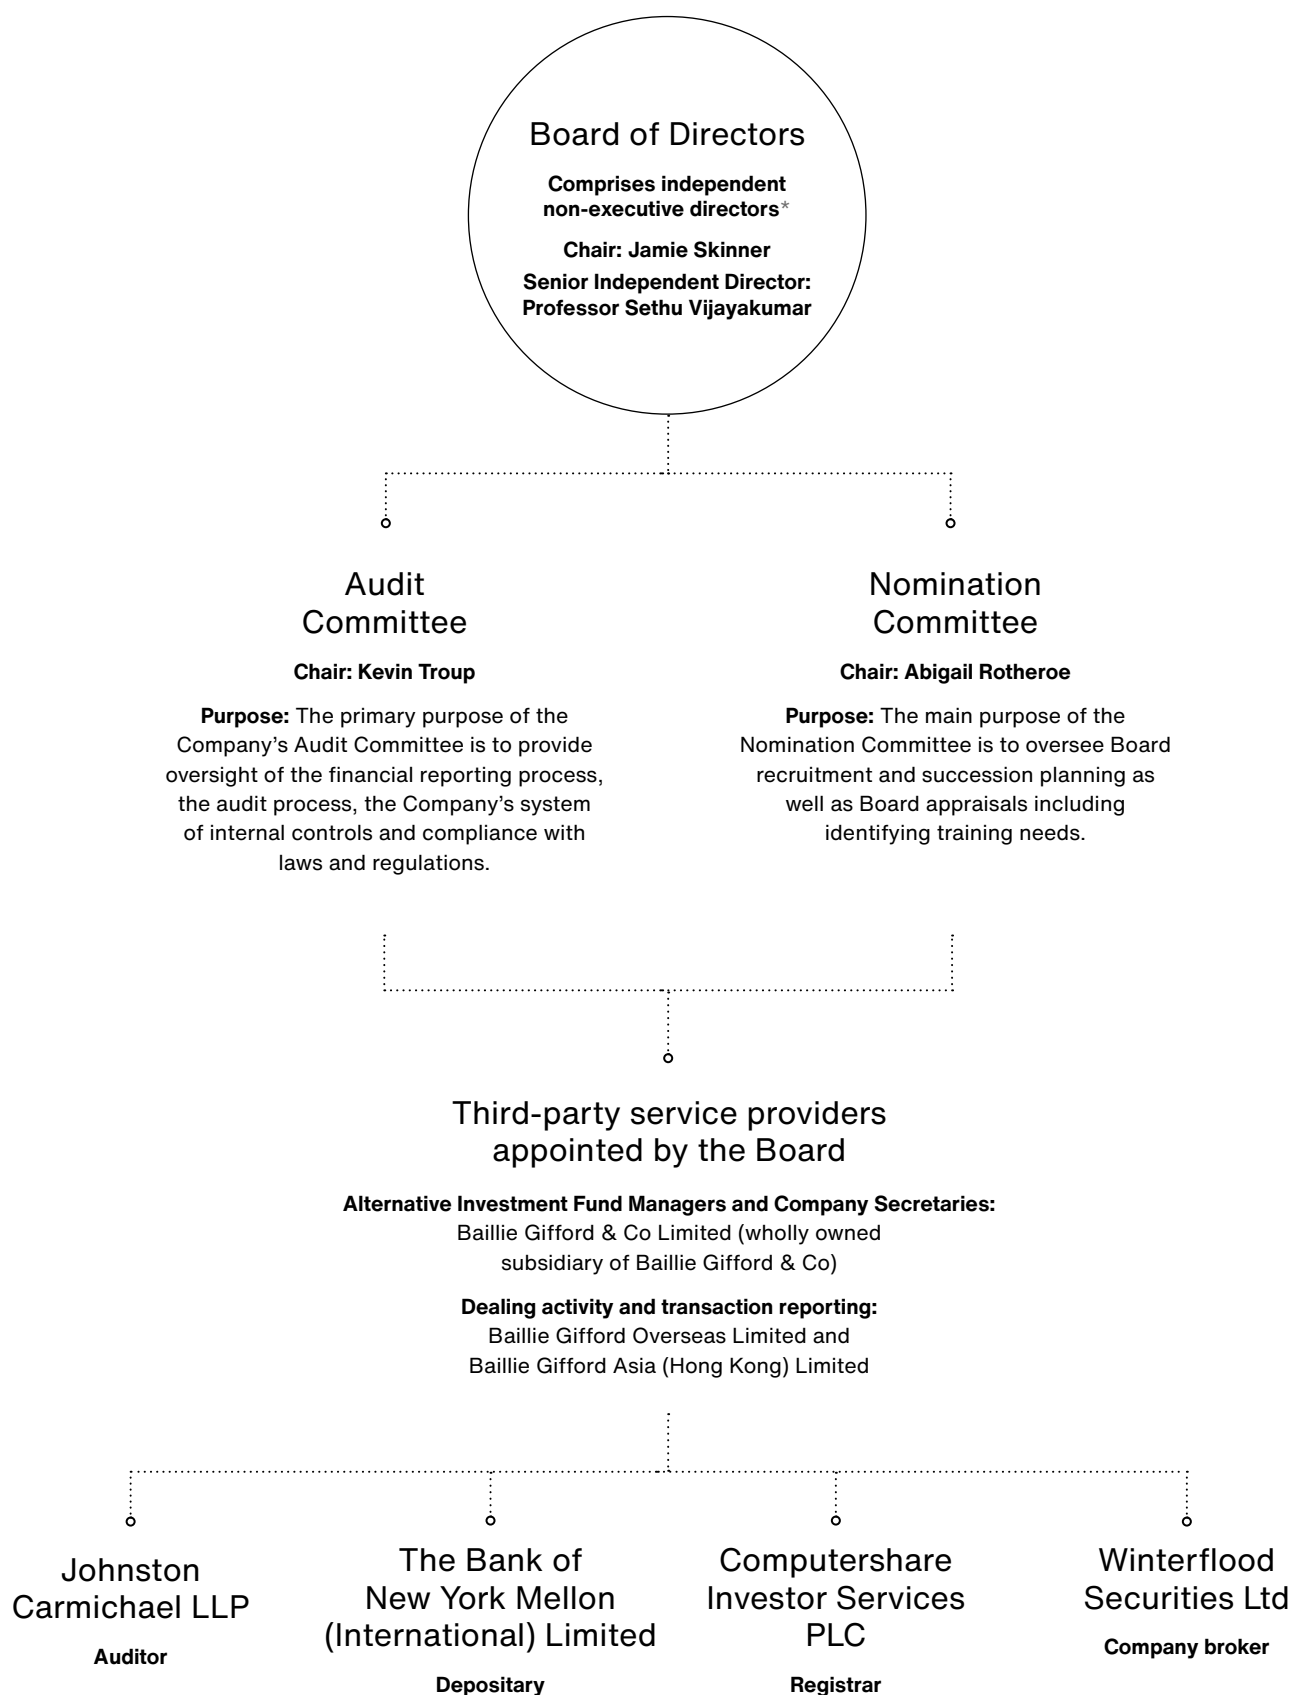 Board of Directors
Comprises independent
non-executive directors*
Chair: Jamie Skinner
Senior Independent Director:
Professor Sethu Vijayakumar
Audit
Committee
Chair: Kevin Troup
Purpose: The primary purpose of the
Company's Audit Committee is to provide
oversight of the financial reporting process,
the audit process, the Company's system
of internal controls and compliance with
laws and regulations.
Nomination
Committee
Chair: Abigail Rotheroe
Purpose: The main purpose of the
Nomination Committee is to oversee Board
recruitment and succession planning as
well as Board appraisals including
identifying training needs.
Third-party service providers
appointed by the Board
Alternative Investment Fund Managers and Company Secretaries:
Baillie Gifford & Co Limited (wholly owned
subsidiary of Baillie Gifford & Co)
Dealing activity and transaction reporting:
Baillie Gifford Overseas Limited and
Baillie Gifford Asia (Hong Kong) Limited
Johnston
Carmichael LLP
Auditor
The Bank of
New York Mellon
(International) Limited
Depositary
Computershare
Investor Services
PLC
Registrar
Winterflood
Securities Ltd
Company broker